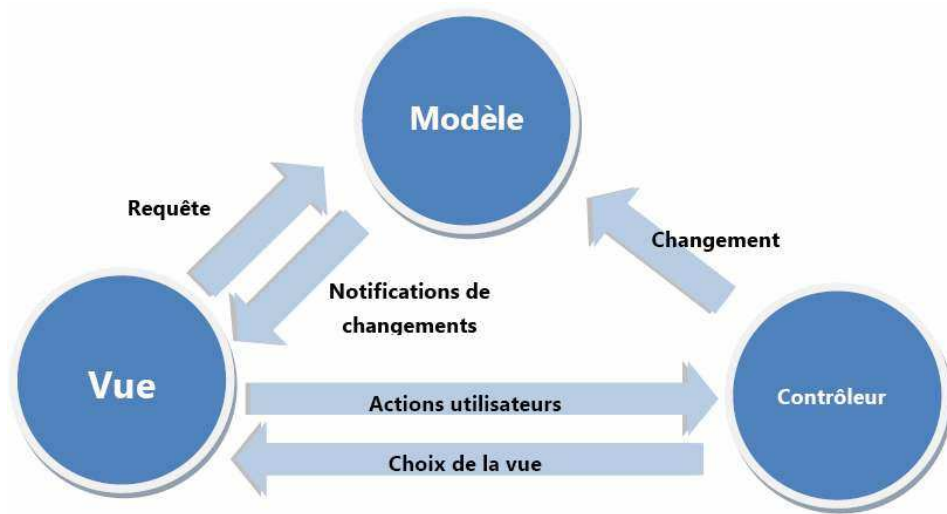 Modèle
Requête
Changement
Notifications de
changements
Vue
Contrôleur
Actions utilisateurs
Choix de la vue